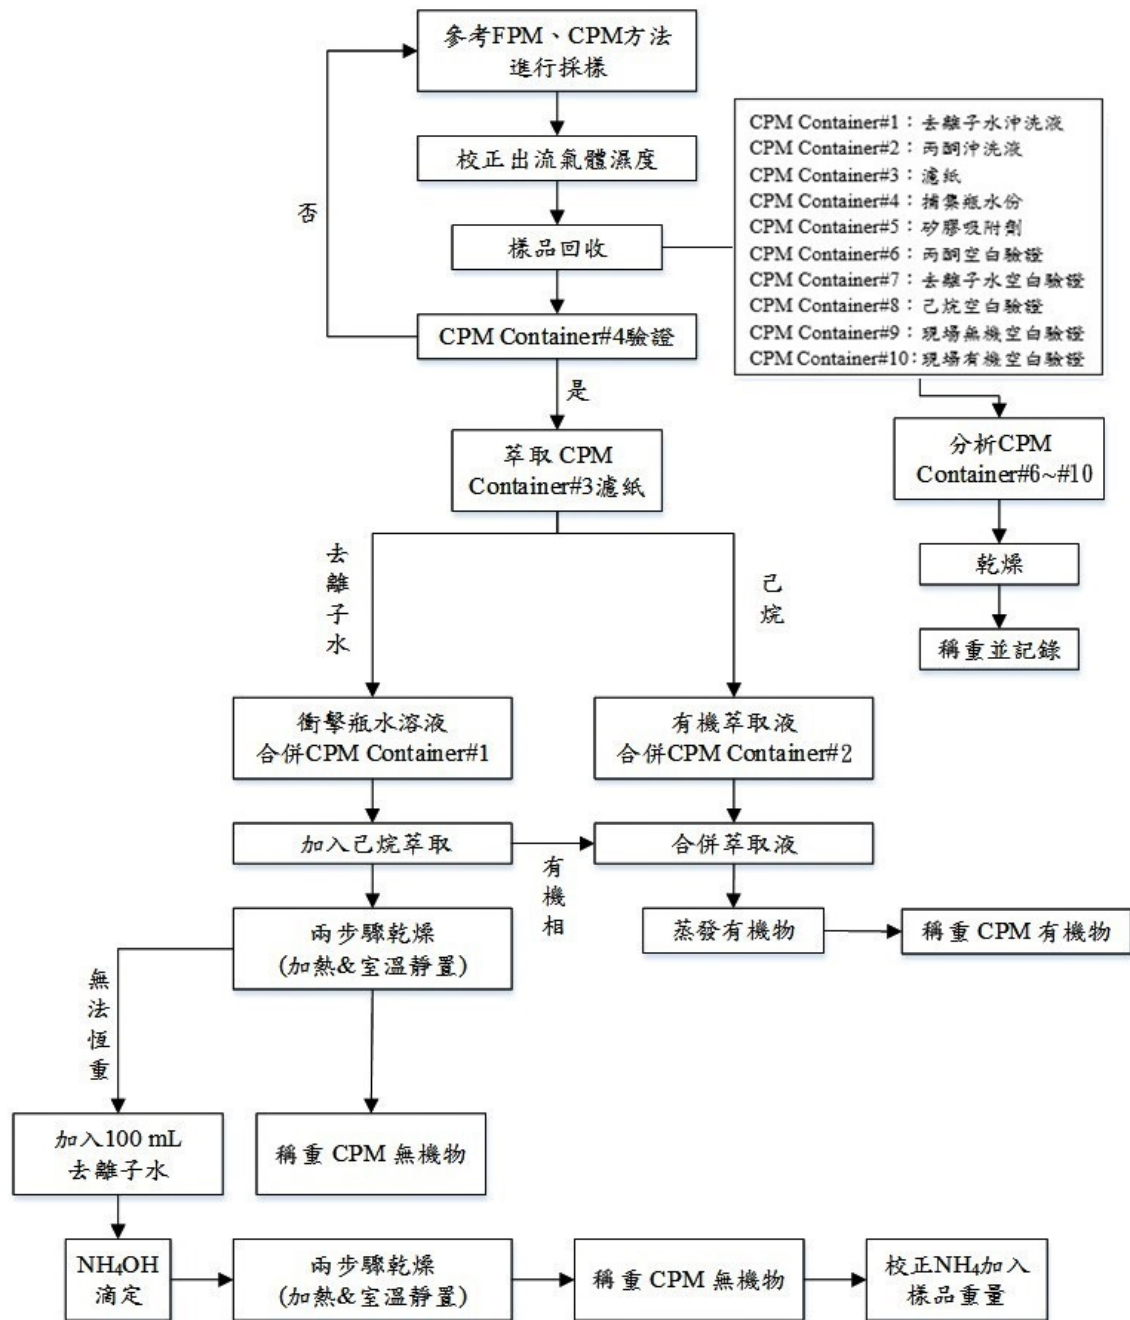 參考FPM、CPM方法
進行採樣
校正出流氣體濕度
樣品回收
CPM Container#4驗證
否
是
CPM Container#1：去離子水沖洗液
CPM Container#2：丙酮沖洗液
CPM Container#3：濾紙
CPM Container#4：捕集瓶水份
CPM Container#5：矽膠吸附劑
CPM Container#6：丙酮空白驗證
CPM Container#7：去離子水空白驗證
CPM Container#8：己烷空白驗證
CPM Container#9：現場無機空白驗證
CPM Container#10：現場有機空白驗證
分析CPM
Container#6~#10
乾燥
稱重並記錄
萃取 CPM
Container#3濾紙
去離子水
己烷
衝擊瓶水溶液
合併CPM Container#1
有機萃取液
合併CPM Container#2
加入己烷萃取
有機相
合併萃取液
兩步驟乾燥
(加熱&室溫靜置)
蒸發有機物
稱重 CPM 有機物
無法恆重
加入100 mL
去離子水
稱重 CPM 無機物
NH4OH
滴定
兩步驟乾燥
(加熱&室溫靜置)
稱重 CPM 無機物
校正NH4加入
樣品重量